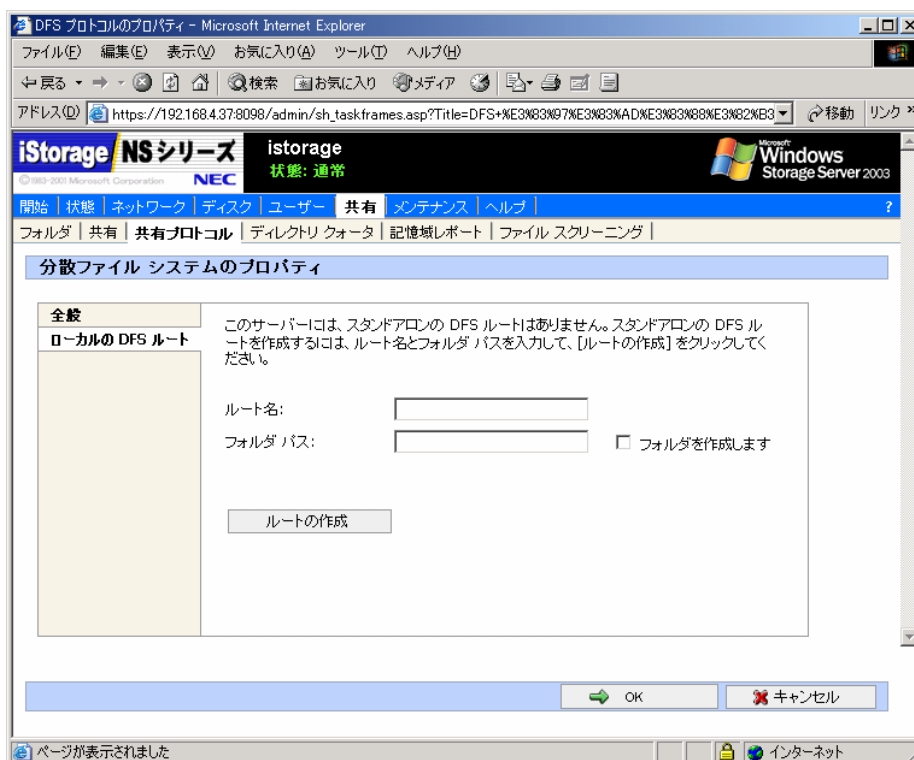 DFS プロトコルのプロパティ - Microsoft Internet Explorer
ファイル(F) 編集(E) 表示(V) お気に入り(A) ツール(T) ヘルプ(H)
戻る 検索 お気に入り メディア
アドレス(D) https://192.168.4.37:8098/admin/sh_taskframes.asp?Title=DFS+%E3%83%97%E3%83%AD%E3%83%88%E3%82%B3 移動 リンク »
iStorage NSシリーズ
istorage
状態: 通常
©1983-2001 Microsoft Corporation NEC
Microsoft
Windows
Storage Server 2003
開始 | 状態 | ネットワーク | ディスク | ユーザー | 共有 | メンテナンス | ヘルプ | ?
フォルダ | 共有 | 共有プロトコル | ディレクトリ クォータ | 記憶域レポート | ファイル スクリーニング |
分散ファイル システムのプロパティ
全般
ローカルの DFS ルート
このサーバーには、スタンドアロンの DFS ルートはありません。スタンドアロンの DFS ル
ートを作成するには、ルート名とフォルダ パスを入力して、[ルートの作成] をクリックしてく
ださい。
ルート名:
フォルダ パス:
フォルダを作成します
ルートの作成
OK
キャンセル
ページが表示されました
インターネット